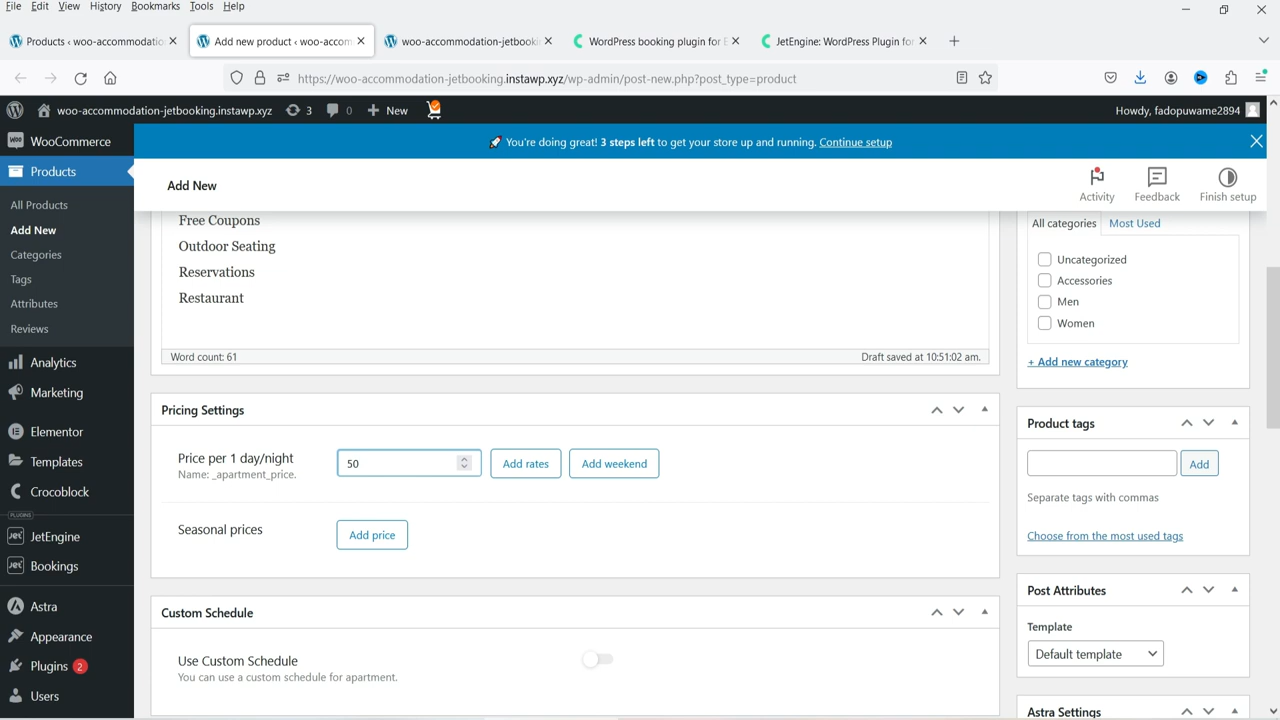 File Edit View History Bookmarks Tools Help
Products ‹ woo-accommodatio
Add new product ‹ woo-accom
woo-accommodation-jetbooki
WordPress booking plugin for E
JetEngine: WordPress Plugin for
https://woo-accommodation-jetbooking.instawp.xyz/wp-admin/post-new.php?post_type=product
woo-accommodation-jetbooking.instawp.xyz 3 0 New
Howdy, fadopuwame2894
WooCommerce
Products
All Products
Add New
Categories
Tags
Attributes
Reviews
Analytics
Marketing
Elementor
Templates
Crocoblock
PLUGINS
JetEngine
Bookings
Astra
Appearance
Plugins 2
Users
You're doing great! 3 steps left to get your store up and running. Continue setup
Add New
Activity
Feedback
Finish setup
Free Coupons
Outdoor Seating
Reservations
Restaurant
Word count: 61
Draft saved at 10:51:02 am.
Pricing Settings
Price per 1 day/night
Name: _apartment_price.
50
Add rates
Add weekend
Seasonal prices
Add price
Custom Schedule
Use Custom Schedule
You can use a custom schedule for apartment.
All categories
Most Used
Uncategorized
Accessories
Men
Women
+ Add new category
Product tags
Add
Separate tags with commas
Choose from the most used tags
Post Attributes
Template
Default template
Astra Settings